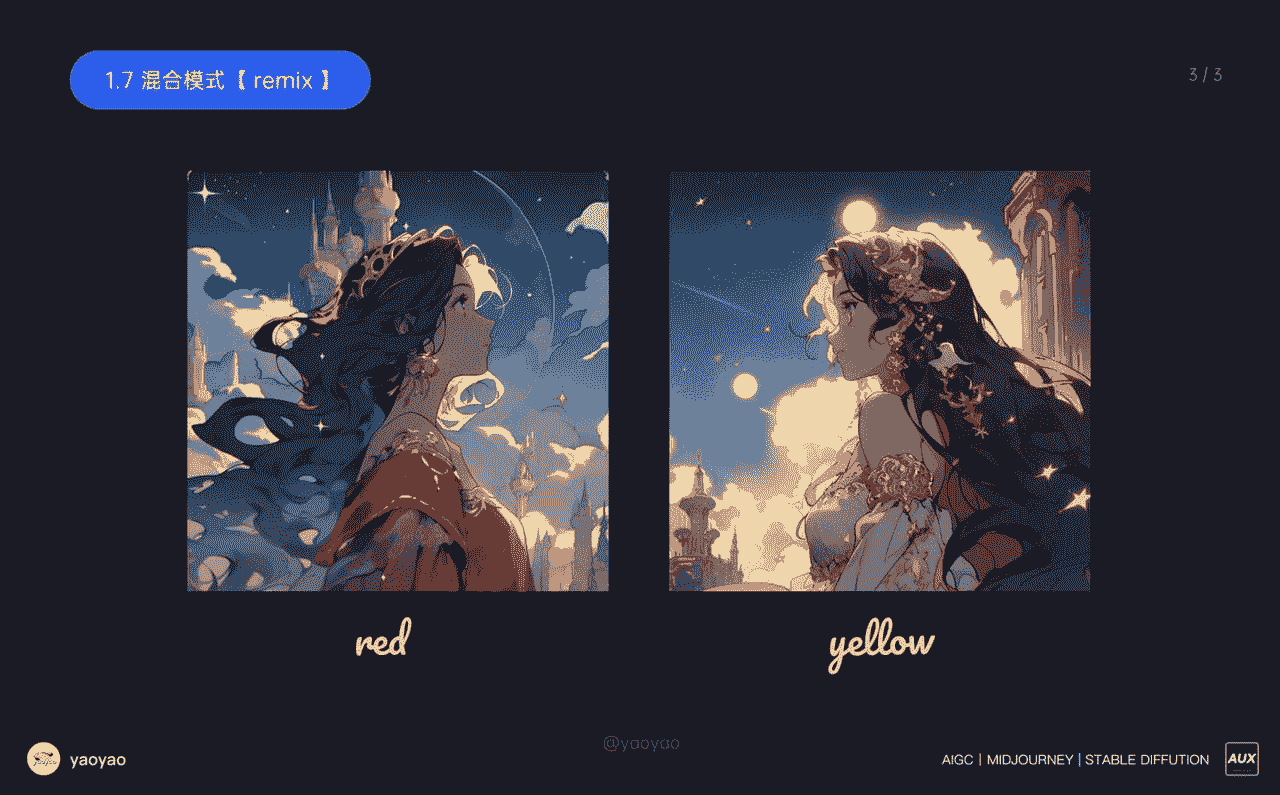 1.7 混合模式【 remix 】
3 / 3
red
yellow
@yaoyao
yaoyao
AIGC | MIDJOURNEY | STABLE DIFFUTION
AUX